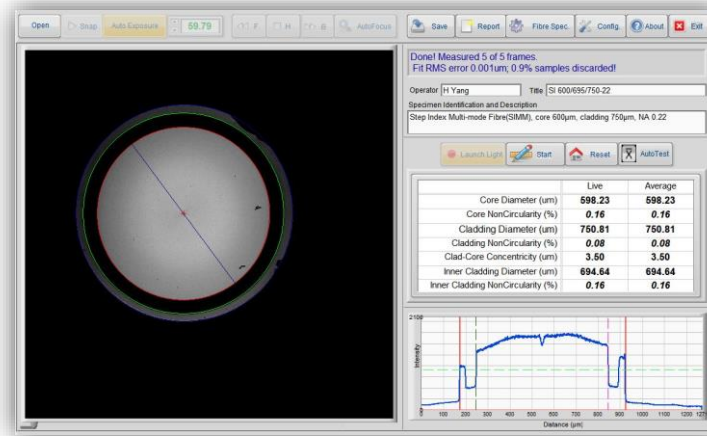 Open
Snap
Auto Exposure
59.79
F
H
B
AutoFocus
Save
Report
Fibre Spec.
Config.
About
Exit
Done! Measured 5 of 5 frames.
Fit RMS error 0.001um; 0.9% samples discarded!
Operator H Yang Title SI 600/695/750-22
Specimen Identification and Description
Step Index Multi-mode Fibre(SIMM), core 600μm, cladding 750μm, NA 0.22
Launch Light
Start
Reset
AutoTest
Live Average
Core Diameter (um) 598.23 598.23
Core NonCircularity (%) 0.16 0.16
Cladding Diameter (um) 750.81 750.81
Cladding NonCircularity (%) 0.08 0.08
Clad-Core Concentricity (um) 3.50 3.50
Inner Cladding Diameter (um) 694.64 694.64
Inner Cladding NonCircularity (%) 0.16 0.16
Intensity
0 100 200 300 400 500 600 700 800 900 1000 1100
Distance (μm)